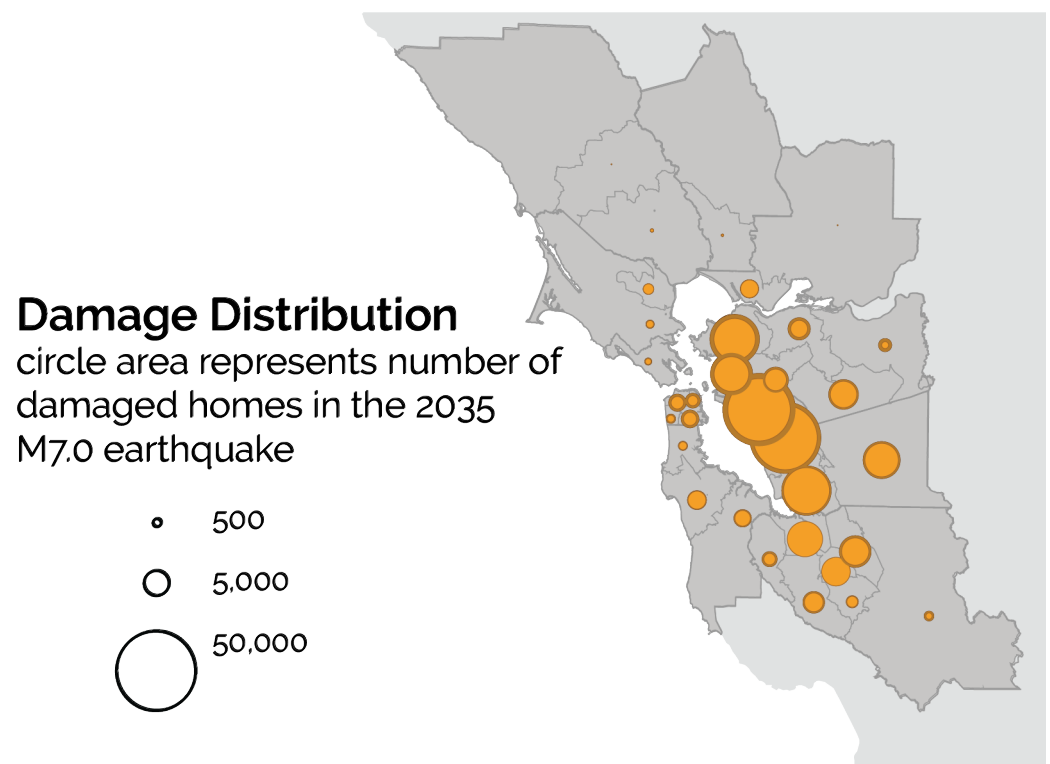 Damage Distribution
circle area represents number of
damaged homes in the 2035
M7.0 earthquake
500
5,000
50,000